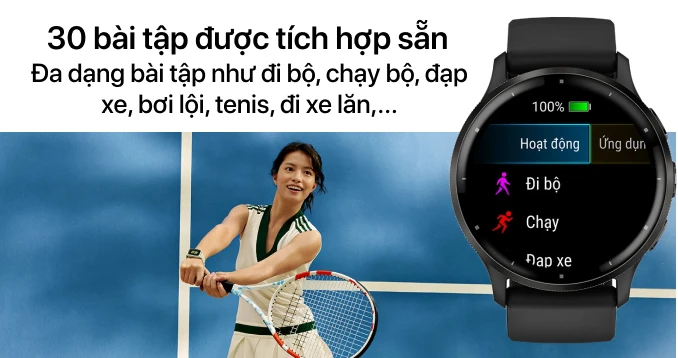 30 bài tập được tích hợp sẵn
Đa dạng bài tập như đi bộ, chạy bộ, đạp
xe, bơi lội, tenis, đi xe lăn,...
100%
Hoạt động
Ứng dụn
Đi bộ
Chạy
Đạp xe